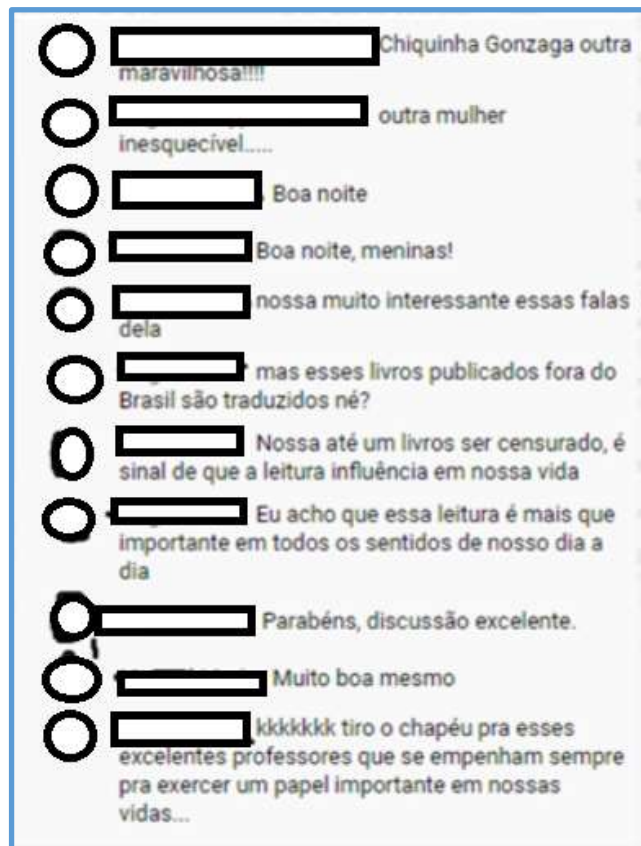 Chiquinha Gonzaga outra
maravilhosa!!!!
outra mulher
inesquecível.....
Boa noite
Boa noite, meninas!
nossa muito interessante essas falas
dela
mas esses livros publicados fora do
Brasil são traduzidos né?
Nossa até um livros ser censurado, é
sinal de que a leitura influência em nossa vida
Eu acho que essa leitura é mais que
importante em todos os sentidos de nosso dia a
dia
Parabéns, discussão excelente.
Muito boa mesmo
kkkkkkk tiro o chapéu pra esses
excelentes professores que se empenham sempre
pra exercer um papel importante em nossas
vidas...